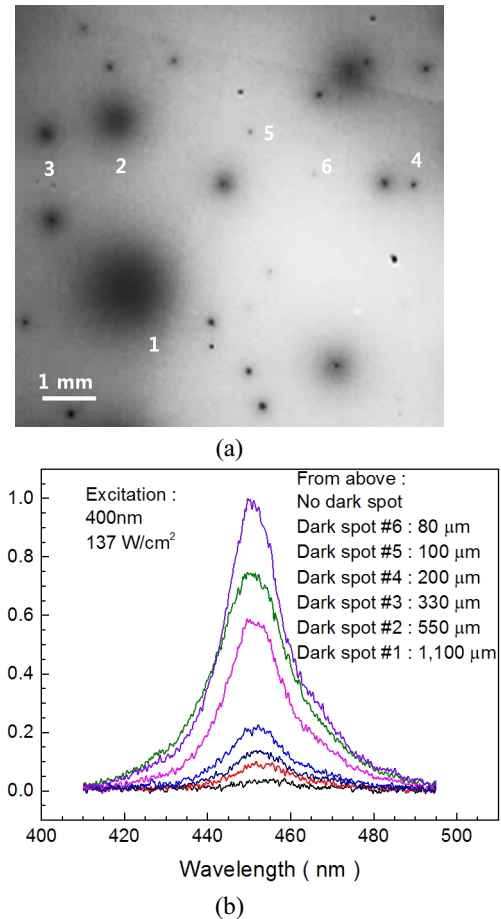 5
3 2 6 4
1
1 mm
(a)
1.0
0.8
0.6
0.4
0.2
0.0
Excitation :
400nm
137 W/cm²
From above :
No dark spot
Dark spot #6 : 80 μm
Dark spot #5 : 100 μm
Dark spot #4 : 200 μm
Dark spot #3 : 330 μm
Dark spot #2 : 550 μm
Dark spot #1 : 1,100 μm
400 420 440 460 480 500
Wavelength ( nm )
(b)